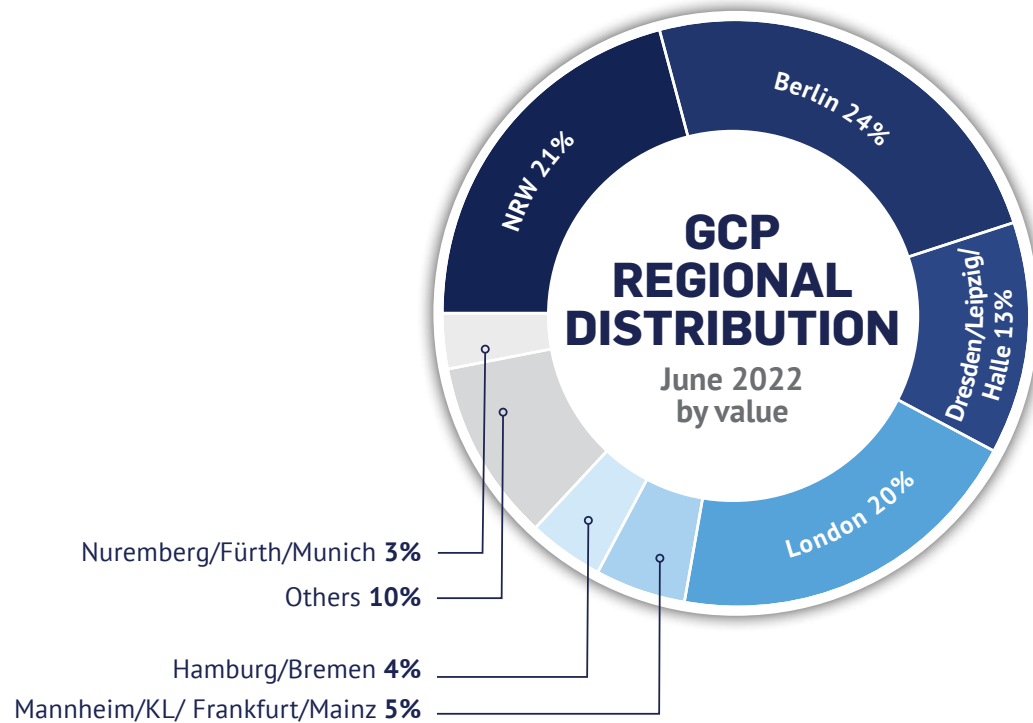 NRW 21%
Berlin 24%
Dresden/Leipzig/
Halle 13%
London 20%
GCP
REGIONAL
DISTRIBUTION
June 2022
by value
Nuremberg/Fürth/Munich 3%
Others 10%
Hamburg/Bremen 4%
Mannheim/KL/ Frankfurt/Mainz 5%